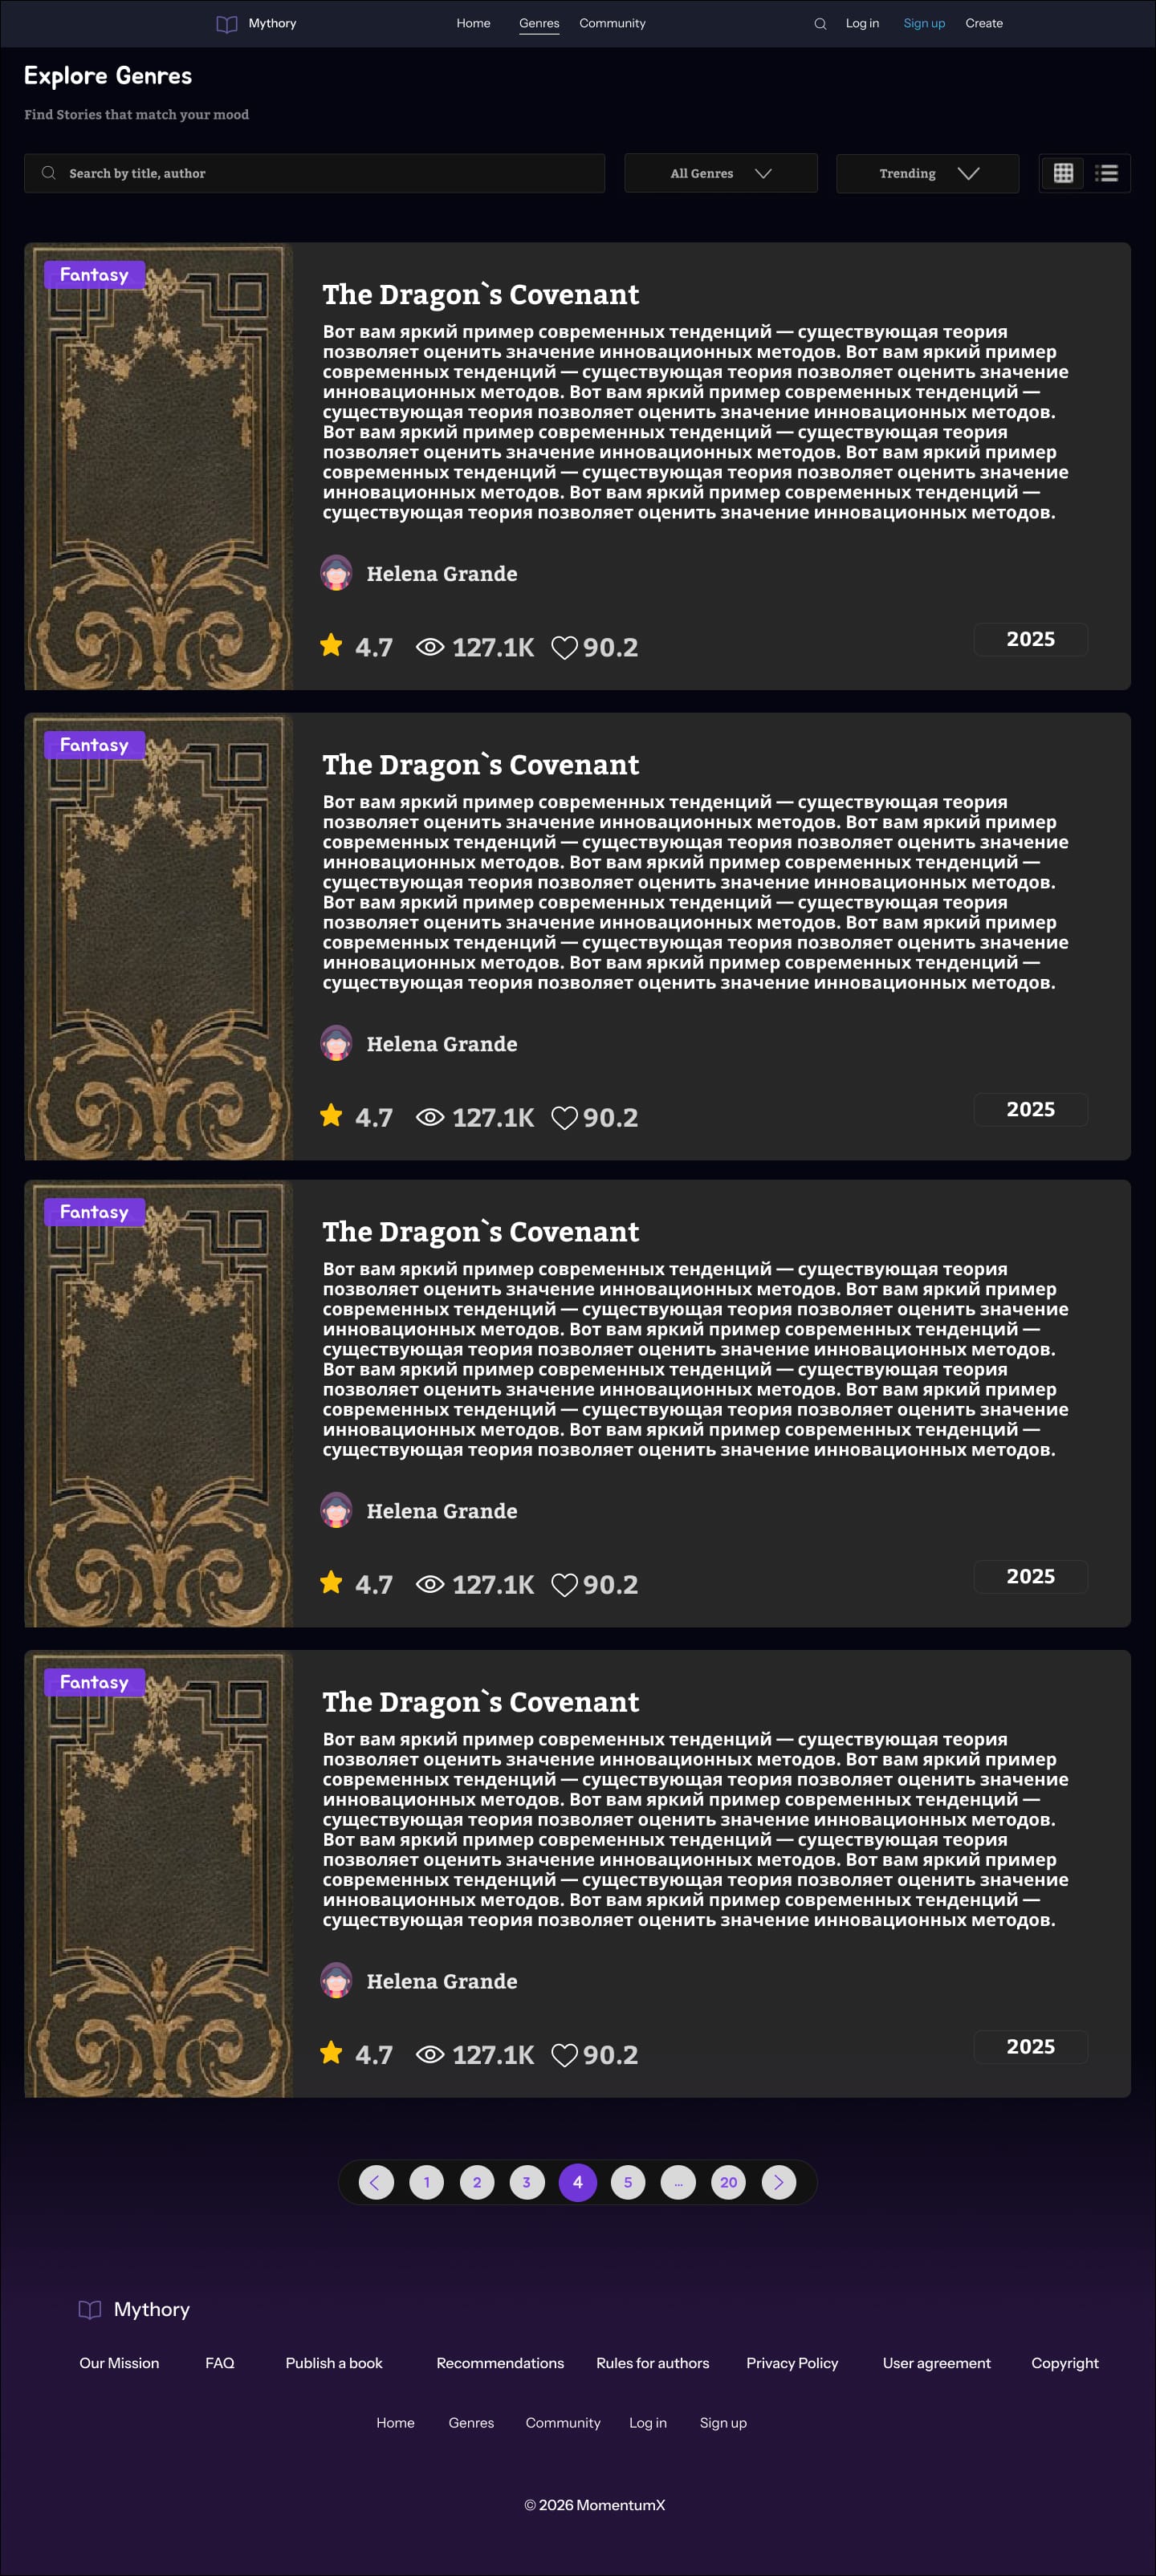 Mythory Home Genres Community Log in Sign up Create
Explore Genres
Find Stories that match your mood
Search by title, author All Genres Trending
Fantasy
The Dragon`s Covenant
Вот вам яркий пример современных тенденций — существующая теория
позволяет оценить значение инновационных методов. Вот вам яркий пример
современных тенденций — существующая теория позволяет оценить значение
инновационных методов. Вот вам яркий пример современных тенденций —
существующая теория позволяет оценить значение инновационных методов.
Вот вам яркий пример современных тенденций — существующая теория
позволяет оценить значение инновационных методов. Вот вам яркий пример
современных тенденций — существующая теория позволяет оценить значение
инновационных методов. Вот вам яркий пример современных тенденций —
существующая теория позволяет оценить значение инновационных методов.
Helena Grande
4.7 127.1K 90.2 2025
Fantasy
The Dragon`s Covenant
Вот вам яркий пример современных тенденций — существующая теория
позволяет оценить значение инновационных методов. Вот вам яркий пример
современных тенденций — существующая теория позволяет оценить значение
инновационных методов. Вот вам яркий пример современных тенденций —
существующая теория позволяет оценить значение инновационных методов.
Вот вам яркий пример современных тенденций — существующая теория
позволяет оценить значение инновационных методов. Вот вам яркий пример
современных тенденций — существующая теория позволяет оценить значение
инновационных методов. Вот вам яркий пример современных тенденций —
существующая теория позволяет оценить значение инновационных методов.
Helena Grande
4.7 127.1K 90.2 2025
Fantasy
The Dragon`s Covenant
Вот вам яркий пример современных тенденций — существующая теория
позволяет оценить значение инновационных методов. Вот вам яркий пример
современных тенденций — существующая теория позволяет оценить значение
инновационных методов. Вот вам яркий пример современных тенденций —
существующая теория позволяет оценить значение инновационных методов.
Вот вам яркий пример современных тенденций — существующая теория
позволяет оценить значение инновационных методов. Вот вам яркий пример
современных тенденций — существующая теория позволяет оценить значение
инновационных методов. Вот вам яркий пример современных тенденций —
существующая теория позволяет оценить значение инновационных методов.
Helena Grande
4.7 127.1K 90.2 2025
Fantasy
The Dragon`s Covenant
Вот вам яркий пример современных тенденций — существующая теория
позволяет оценить значение инновационных методов. Вот вам яркий пример
современных тенденций — существующая теория позволяет оценить значение
инновационных методов. Вот вам яркий пример современных тенденций —
существующая теория позволяет оценить значение инновационных методов.
Вот вам яркий пример современных тенденций — существующая теория
позволяет оценить значение инновационных методов. Вот вам яркий пример
современных тенденций — существующая теория позволяет оценить значение
инновационных методов. Вот вам яркий пример современных тенденций —
существующая теория позволяет оценить значение инновационных методов.
Helena Grande
4.7 127.1K 90.2 2025
1 2 3 4 5 ... 20
Mythory
Our Mission FAQ Publish a book Recommendations Rules for authors Privacy Policy User agreement Copyright
Home Genres Community Log in Sign up
© 2026 MomentumX